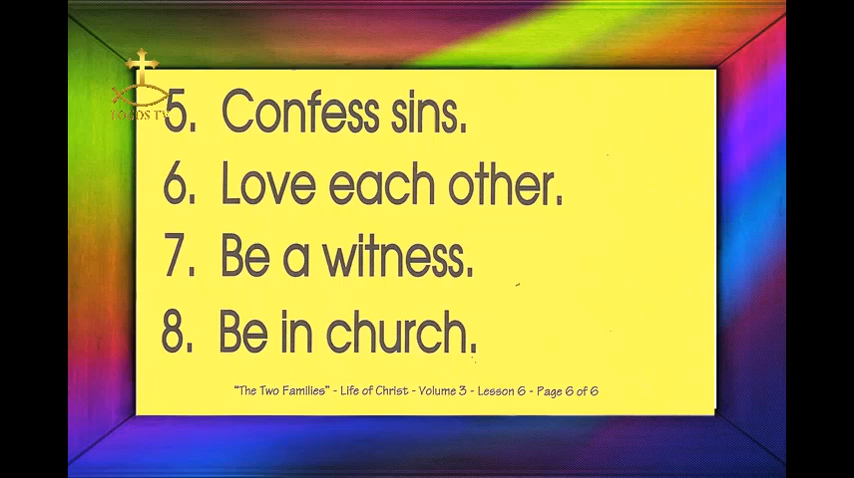 5. Confess sins.
6. Love each other.
7. Be a witness.
8. Be in church.
"The Two Families" - Life of Christ - Volume 3 - Lesson 6 - Page 6 of 6